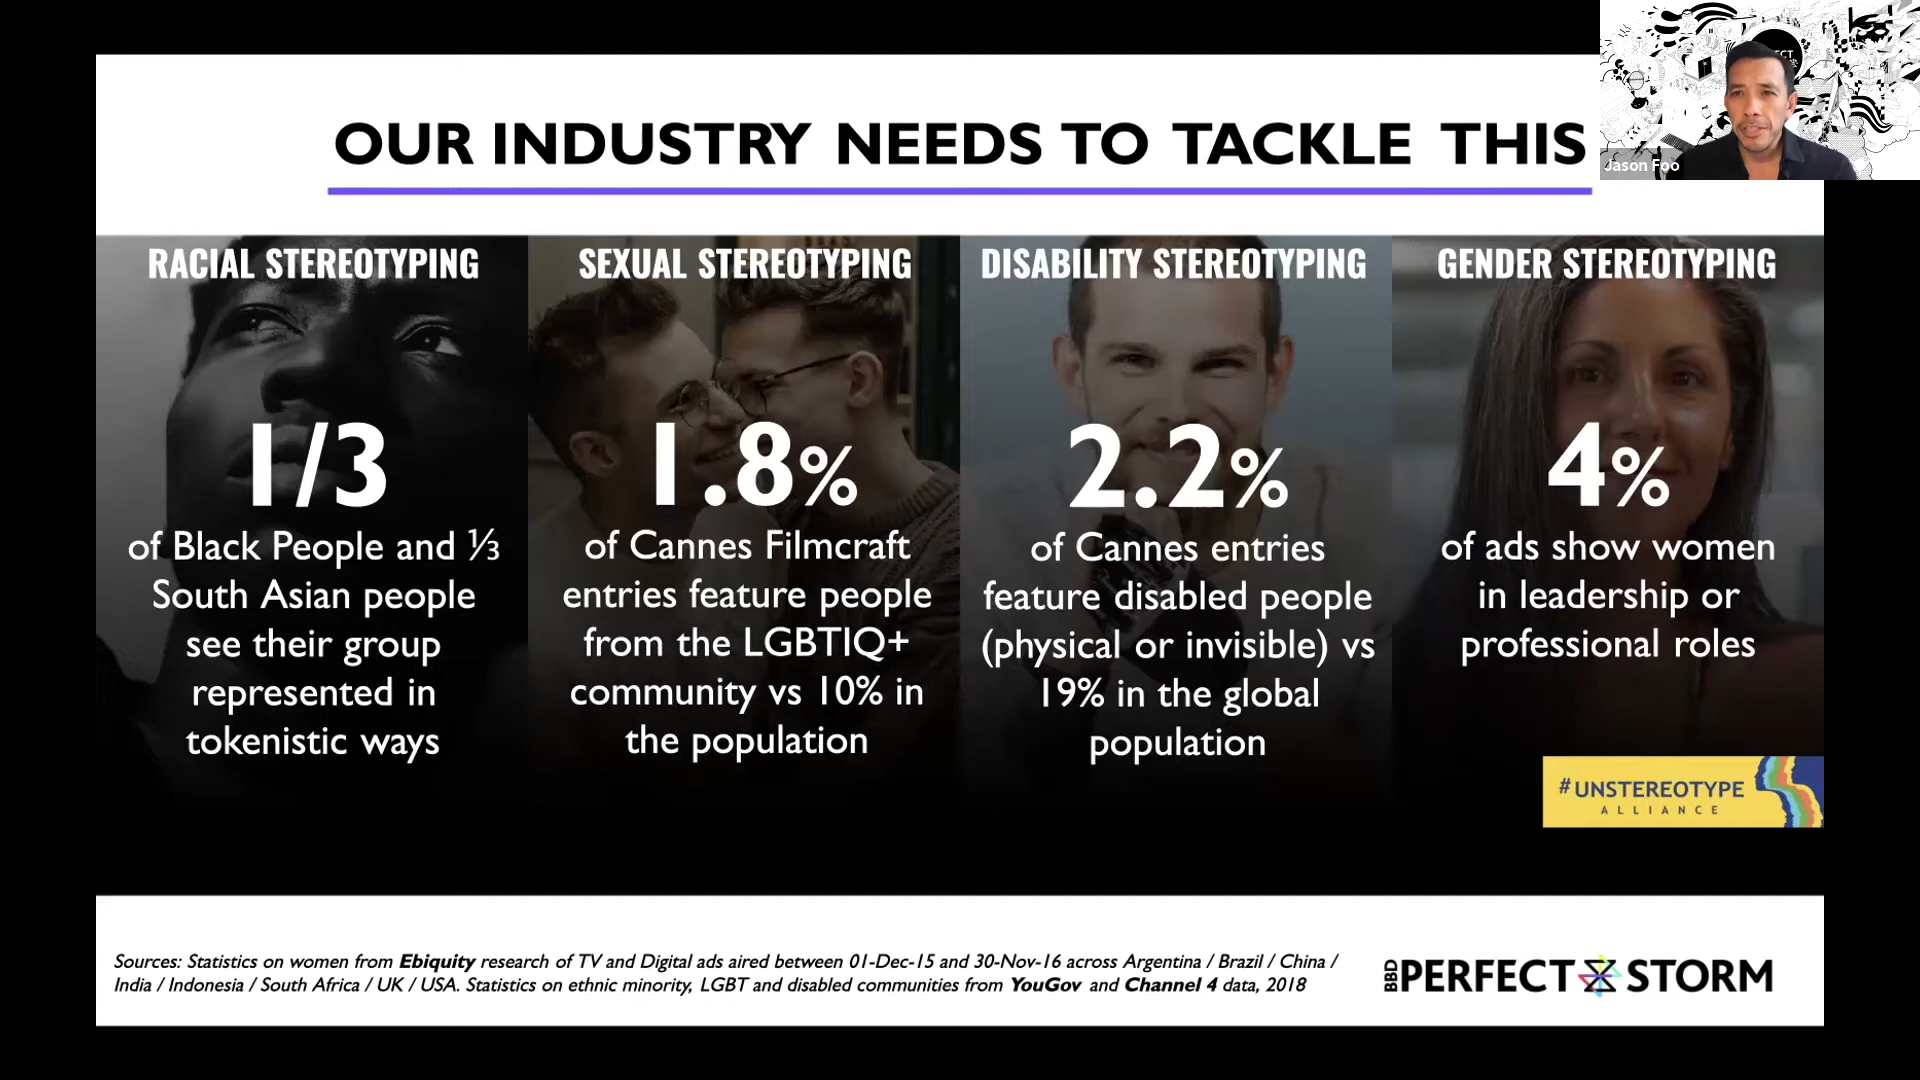 OUR INDUSTRY NEEDS TO TACKLE THIS
Jason Foo
RACIAL STEREOTYPING
1/3
of Black People and ⅓
South Asian people
see their group
represented in
tokenistic ways
SEXUAL STEREOTYPING
1.8%
of Cannes Filmcraft
entries feature people
from the LGBTIQ+
community vs 10% in
the population
DISABILITY STEREOTYPING
2.2%
of Cannes entries
feature disabled people
(physical or invisible) vs
19% in the global
population
GENDER STEREOTYPING
4%
of ads show women
in leadership or
professional roles
#UNSTEREOTYPE
ALLIANCE
Sources: Statistics on women from Ebiquity research of TV and Digital ads aired between 01-Dec-15 and 30-Nov-16 across Argentina / Brazil / China /
India / Indonesia / South Africa / UK / USA. Statistics on ethnic minority, LGBT and disabled communities from YouGov and Channel 4 data, 2018
BBD PERFECT STORM